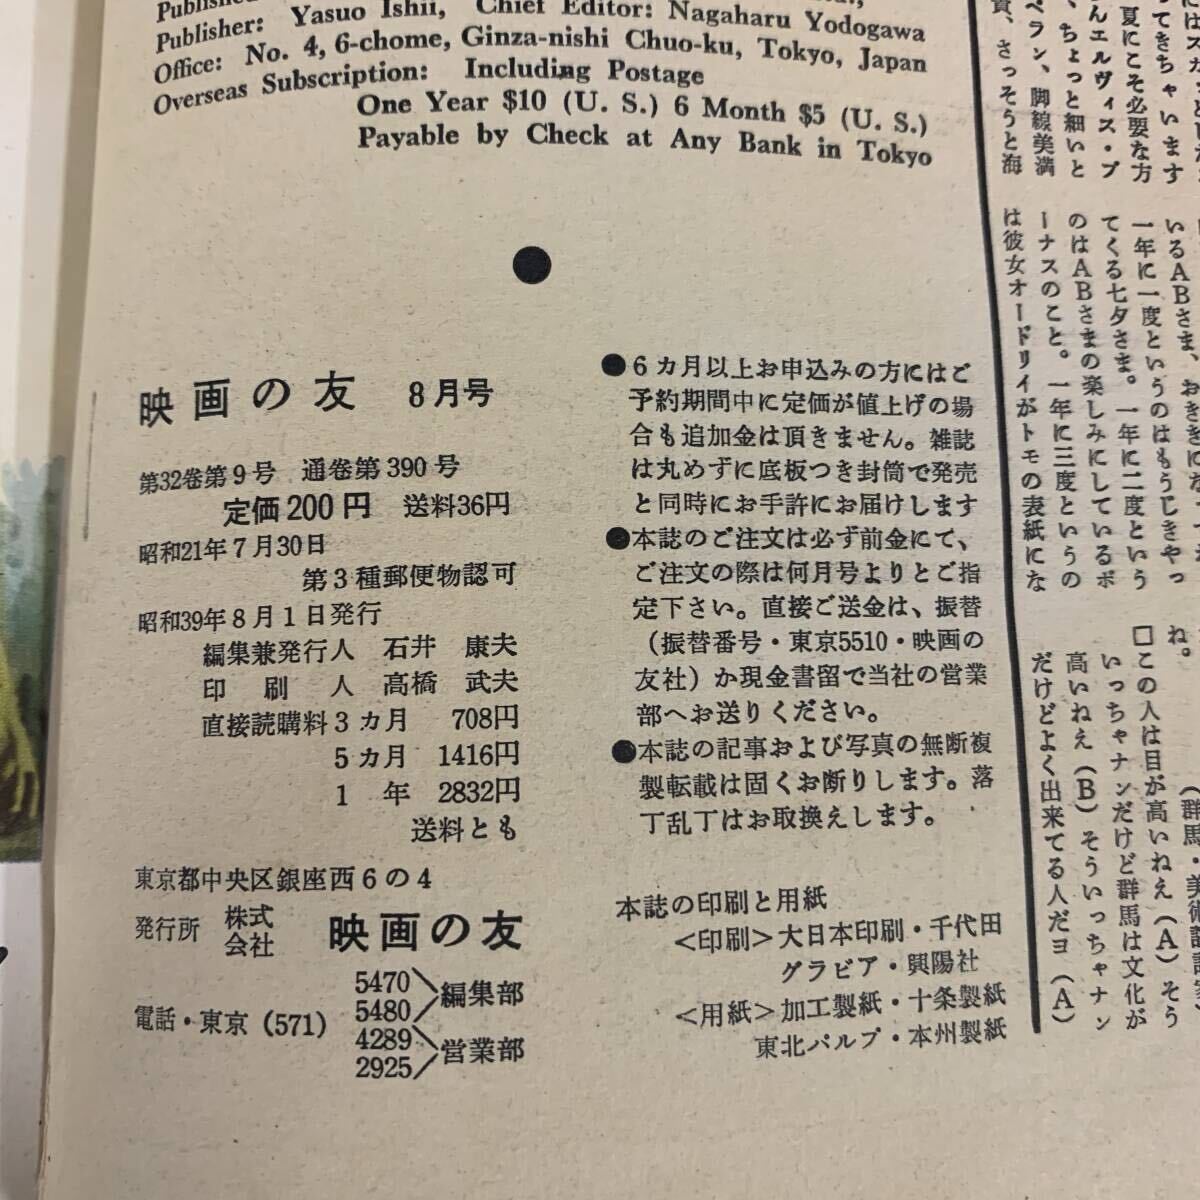 Publisher: Yasuo Ishii, Chief Editor: Nagaharu Yodogawa
Office: No. 4, 6-chome, Ginza-nishi Chuo-ku, Tokyo, Japan
Overseas Subscription: Including Postage
One Year $10 (U. S.) 6 Month $5 (U. S.)
Payable by Check at Any Bank in Tokyo
映画の友 8月号
第32巻第9号 通巻第390号
定価200円 送料36円
昭和21年7月30日
第3種郵便物認可
昭和39年8月1日発行
編集兼発行人 石井 康夫
印刷人 高橋 武夫
直接読購料3カ月 708円
5カ月 1416円
1年 2832円
送料とも
東京都中央区銀座西6の4
発行所 株式会社 映画の友
電話・東京(571)
5470
5480
編集部
4289
2925
営業部
●6カ月以上お申込みの方にはご
予約期間中に定価が値上げの場
合も追加金は頂きません。雑誌
は丸めずに底板つき封筒で発売
と同時にお手許にお届けします
●本誌のご注文は必ず前金にて、
ご注文の際は何月号よりとご指
定下さい。直接ご送金は、振替
(振替番号・東京5510・映画の
友社)か現金書留で当社の営業
部へお送りください。
●本誌の記事および写真の無断複
製転載は固くお断りします。落
丁乱丁はお取換えします。
本誌の印刷と用紙
<印刷>大日本印刷・千代田
グラビア・興陽社
<用紙>加工製紙・十条製紙
東北パルプ・本州製紙
ってきちゃいます
夏にこそ必要な方
んエルヴィス・プ
、ちょっと細いと
ベラン、脚線美満
さっそうと海
いるABさま、おききに
一年に一度というのはもうじきやっ
てくる七夕さま。一年に二度という
のはABさまの楽しみにしているボ
ーナスのこと。一年に三度というの
は彼女オードリイがトモの表紙にな
ね。
□この人は目が高いねえ(A)そう
いっちゃナンだけど群馬は文化が
高いねえ(B)そういっちゃナン
だけどよく出来てる人だヨ(A)